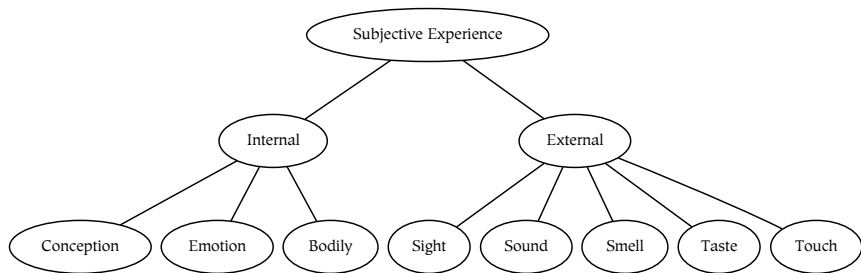 Subjective Experience
Internal
External
Conception
Emotion
Bodily
Sight
Sound
Smell
Taste
Touch